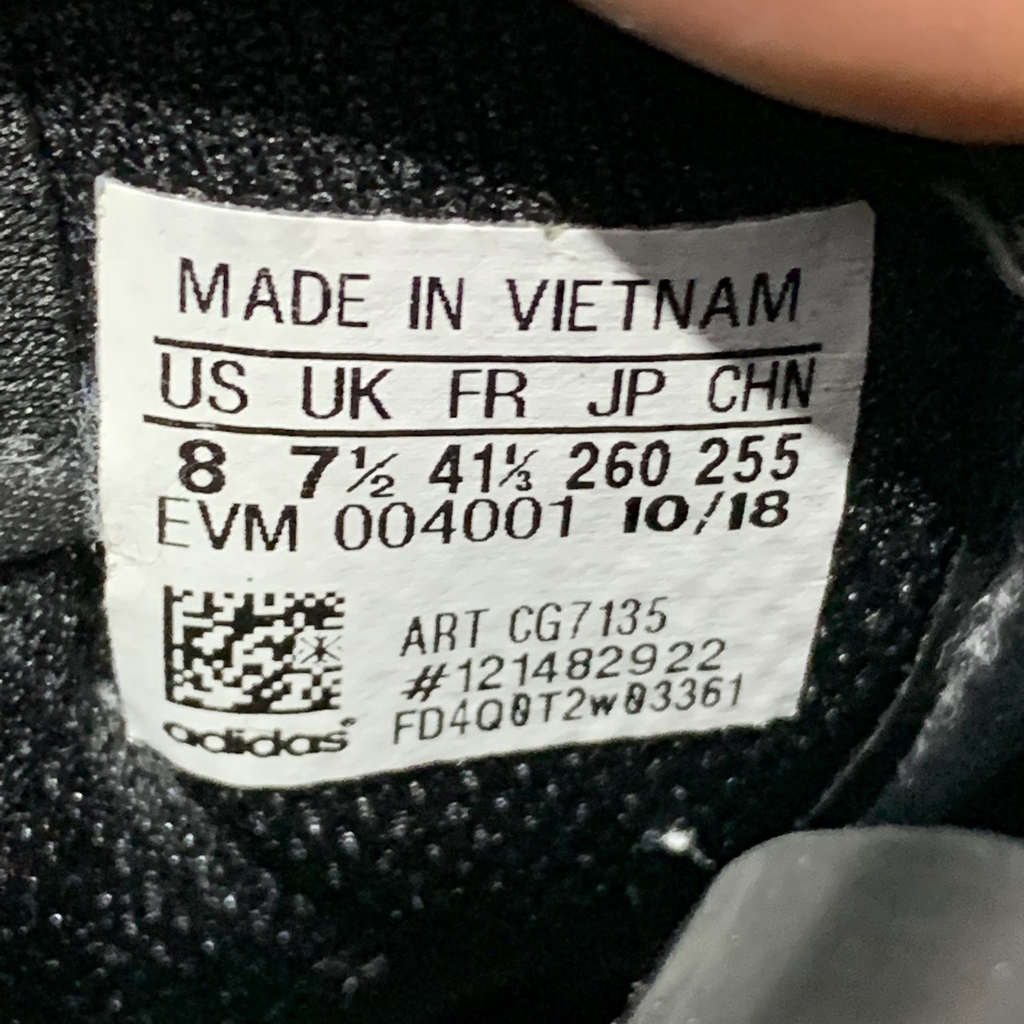 MADE IN VIETNAM
US UK FR JP CHN
8 7½ 41⅓ 260 255
EVM 004001 10/18
ART CG7135
#121482922
FD4Q0T2w03361
adidas®